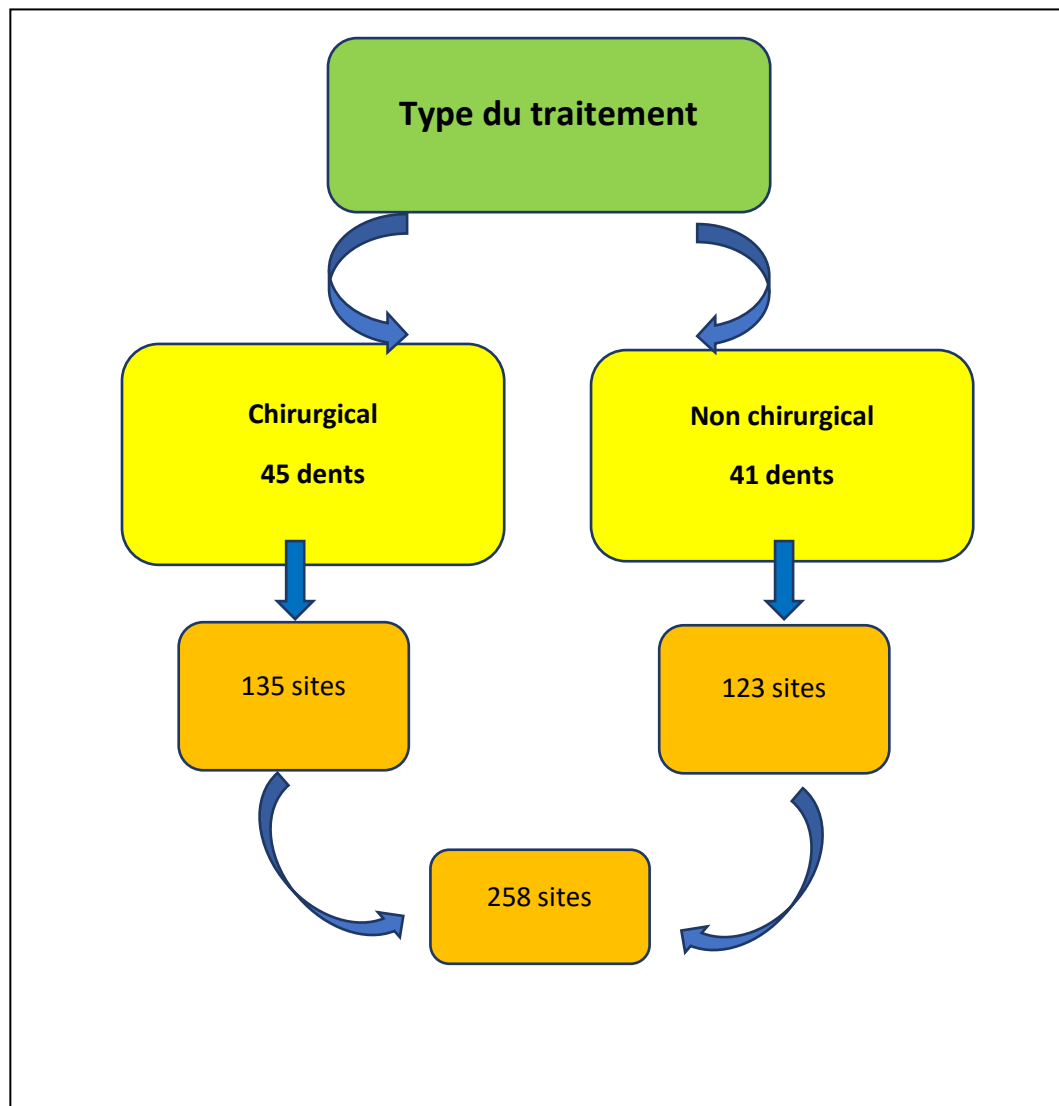 Type du traitement
Chirurgical
45 dents
Non chirurgical
41 dents
135 sites
123 sites
258 sites